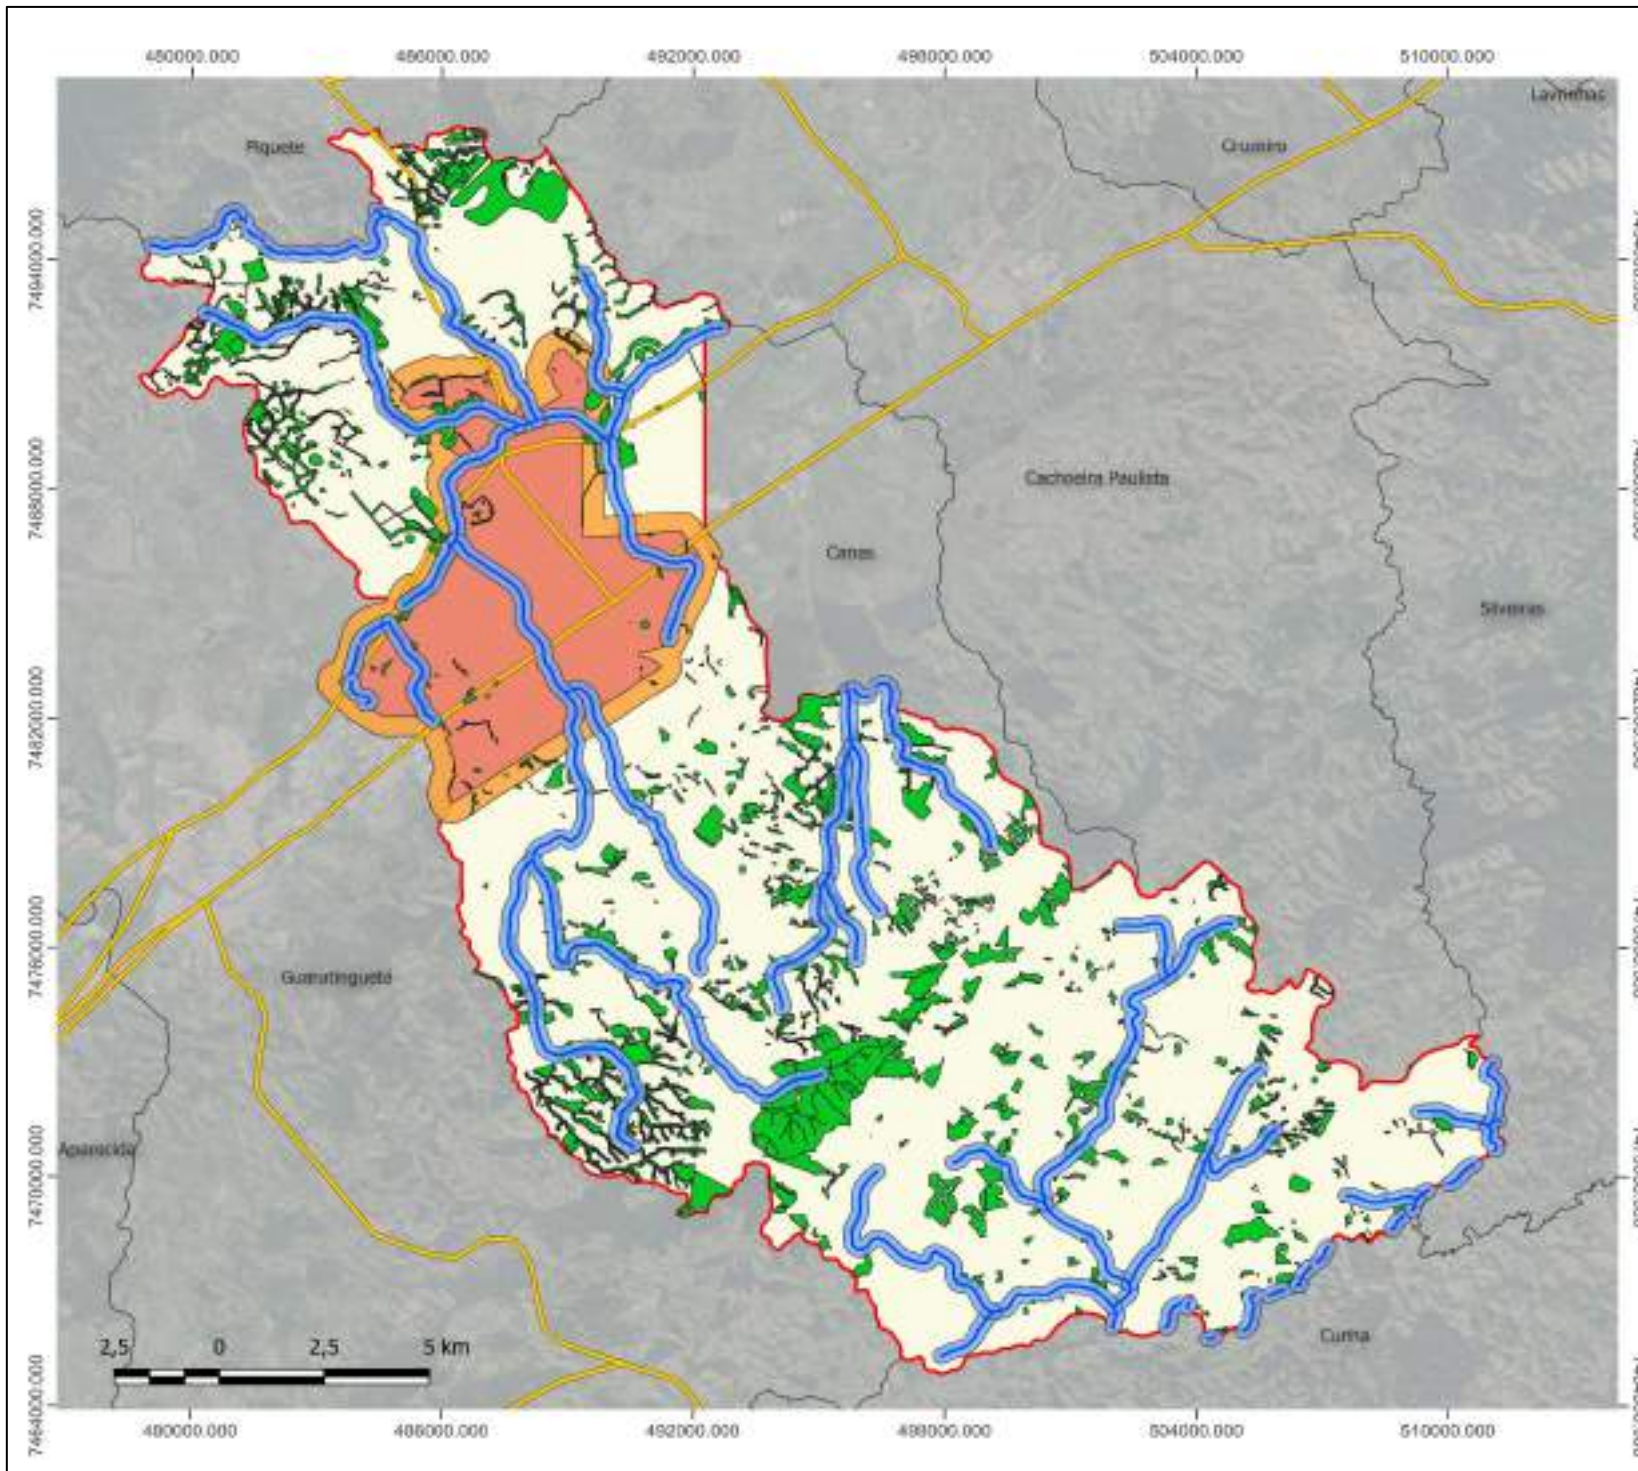 480000.000 486000.000 492000.000 498000.000 504000.000 510000.000
Lavrinhas
Piquete
Cruzeiro
7494000.000
Cachoeira Paulista
7488000.000
Canas
Silveiras
7482000.000
7476000.000
Guaratinguetá
Aparecida
7470000.000
Cunha
2,5 0 2,5 5 km
7464000.000
480000.000 486000.000 492000.000 498000.000 504000.000 510000.000